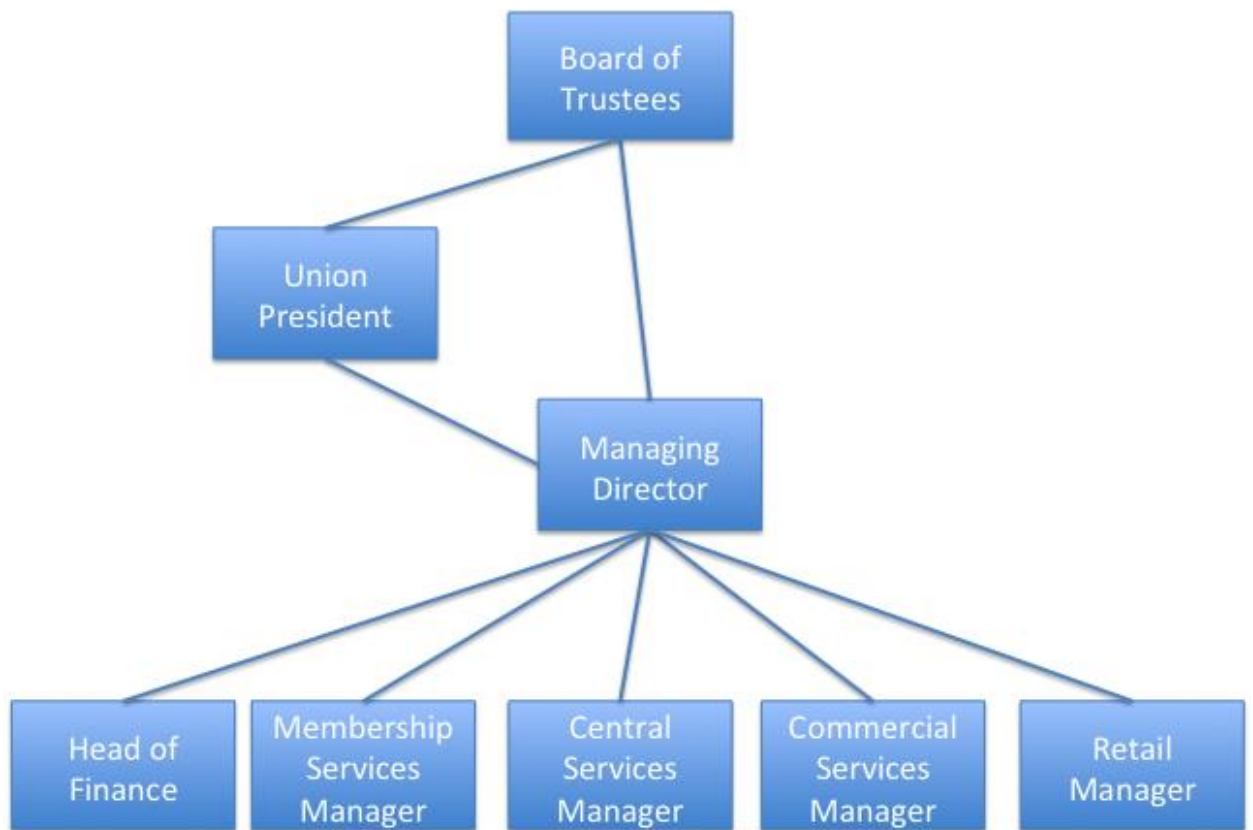 Board of
Trustees
Union
President
Managing
Director
Head of
Finance
Membership
Services
Manager
Central
Services
Manager
Commercial
Services
Manager
Retail
Manager